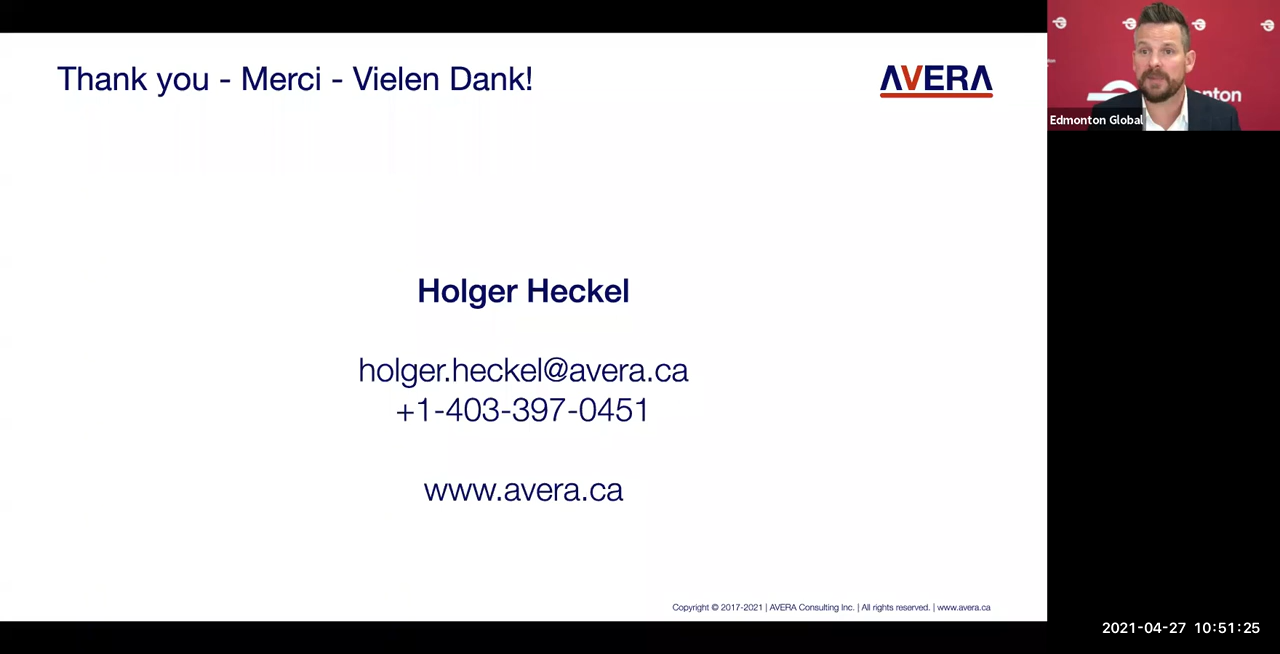 Thank you - Merci - Vielen Dank!
AVERA
Holger Heckel
holger.heckel@avera.ca
+1-403-397-0451
www.avera.ca
Copyright © 2017-2021 | AVERA Consulting Inc. | All rights reserved. | www.avera.ca
Edmonton Global
2021-04-27 10:51:25